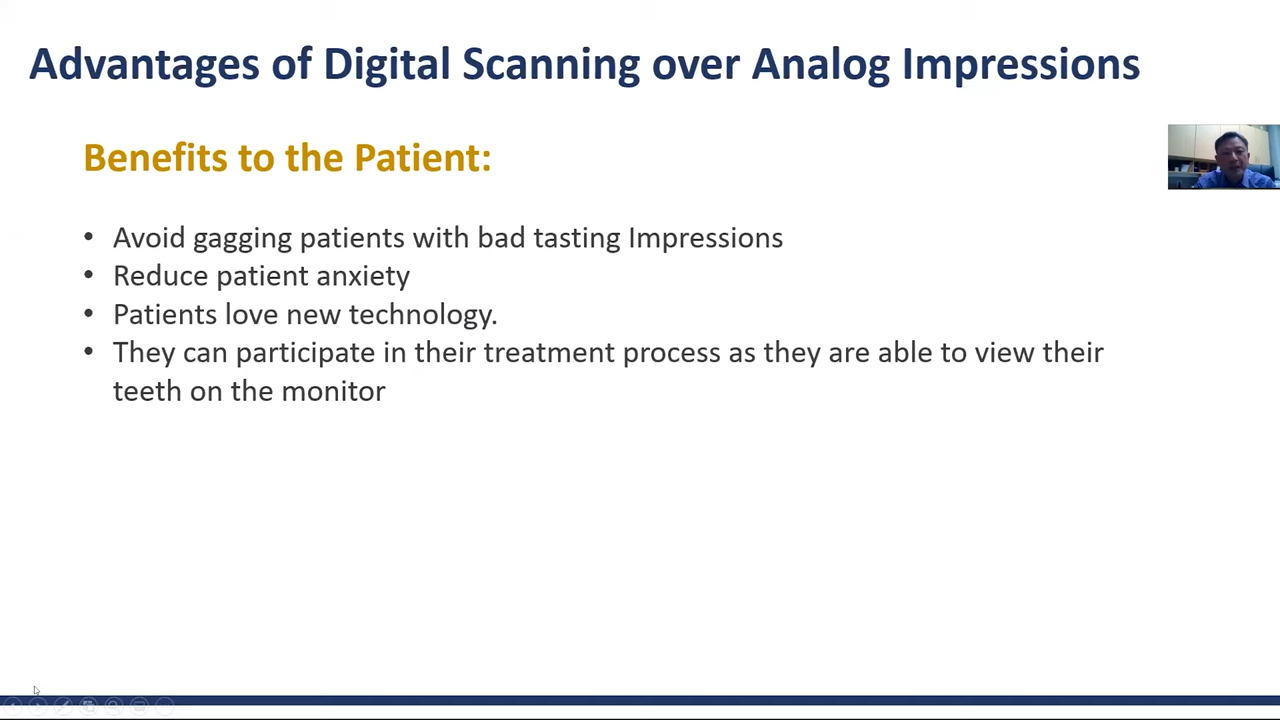 Advantages of Digital Scanning over Analog Impressions
Benefits to the Patient:
• Avoid gagging patients with bad tasting Impressions
• Reduce patient anxiety
• Patients love new technology.
• They can participate in their treatment process as they are able to view their
teeth on the monitor